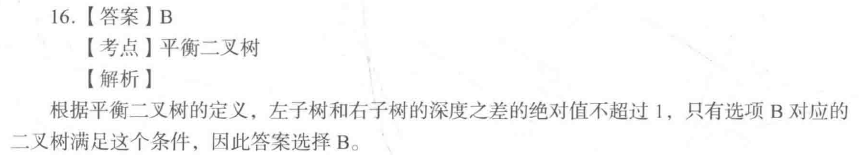 16.【答案】B
【考点】平衡二叉树
【解析】
根据平衡二叉树的定义，左子树和右子树的深度之差的绝对值不超过 1，只有选项 B 对应的
二叉树满足这个条件，因此答案选择 B。